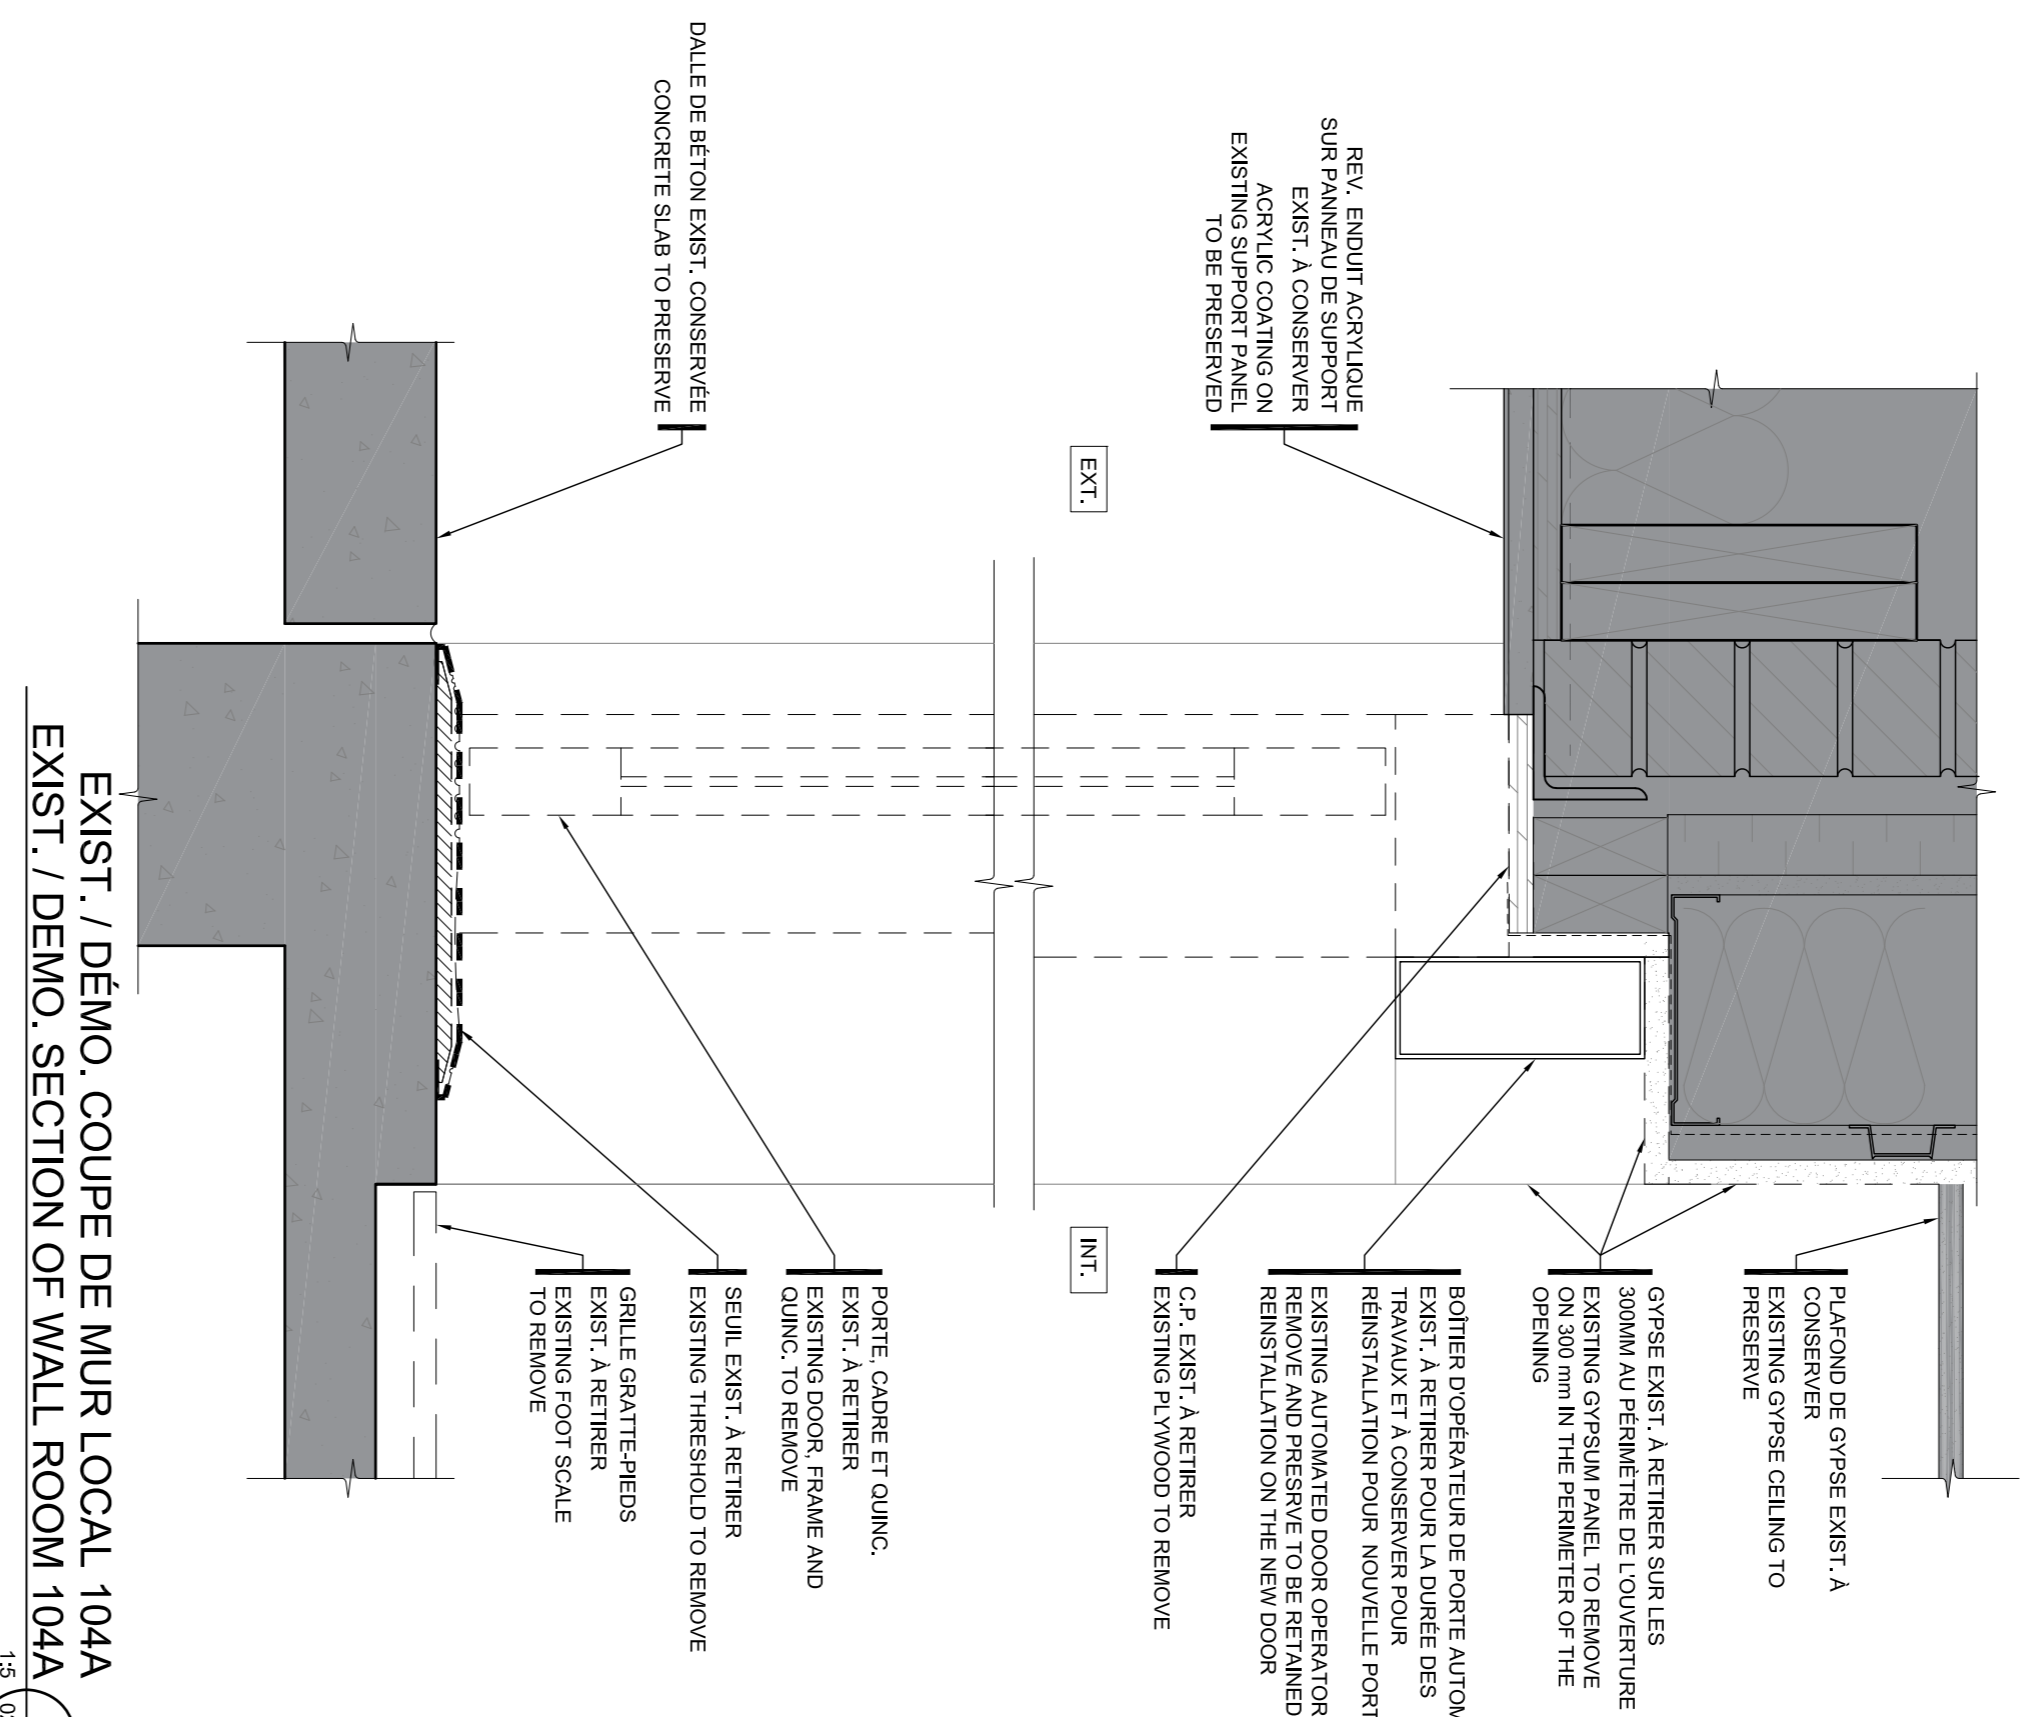 REV. ENDUIT ACRYLIQUE
SUR PANNEAU DE SUPPORT
EXIST. À CONSERVER
ACRYLIC COATING ON
EXISTING SUPPORT PANEL
TO BE PRESERVED
DALLE DE BÉTON EXIST. CONSERVÉE
CONCRETE SLAB TO PRESERVE
EXT.
INT.
PLAFOND DE GYPSE EXIST. À
CONSERVER
EXISTING GYPSE CEILING TO
PRESERVE
GYPSE EXIST. À RETIRER SUR LES
300MM AU PÉRIMÈTRE DE L'OUVERTURE
EXISTING GYPSUM PANEL TO REMOVE
ON 300 mm IN THE PERIMETER OF THE
OPENING
BOÎTIER D'OPÉRATEUR DE PORTE AUTOM
EXIST. À RETIRER POUR LA DURÉE DES
TRAVAUX ET À CONSERVER POUR
RÉINSTALLATION POUR NOUVELLE PORT
EXISTING AUTOMATED DOOR OPERATOR
REMOVE AND PRESRVE TO BE RETAINED
REINSTALLATION ON THE NEW DOOR
C.P. EXIST. À RETIRER
EXISTING PLYWOOD TO REMOVE
PORTE, CADRE ET QUINC.
EXIST. À RETIRER
EXISTING DOOR, FRAME AND
QUINC. TO REMOVE
SEUIL EXIST. À RETIRER
EXISTING THRESHOLD TO REMOVE
GRILLE GRATTE-PIEDS
EXIST. À RETIRER
EXISTING FOOT SCALE
TO REMOVE
EXIST. / DÉMO. COUPE DE MUR LOCAL 104A
EXIST. / DEMO. SECTION OF WALL ROOM 104A
1:5